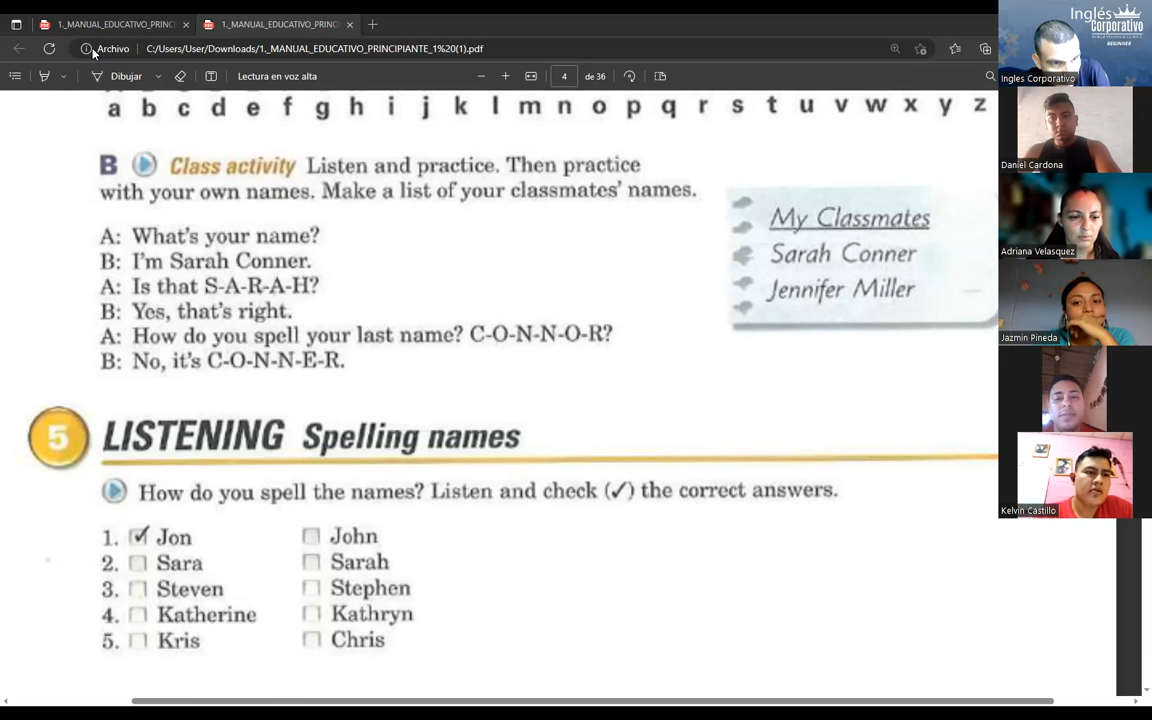 1._MANUAL_EDUCATIVO_PRINC
1._MANUAL_EDUCATIVO_PRINC
Archivo
C:/Users/User/Downloads/1._MANUAL_EDUCATIVO_PRINCIPIANTE_1%20(1).pdf
Dibujar
Lectura en voz alta
4
de 36
a b c d e f g h i j k l m n o p q r s t u v w x y z
B Class activity Listen and practice. Then practice
with your own names. Make a list of your classmates' names.
A: What's your name?
B: I'm Sarah Conner.
A: Is that S-A-R-A-H?
B: Yes, that's right.
A: How do you spell your last name? C-O-N-N-O-R?
B: No, it's C-O-N-N-E-R.
My Classmates
Sarah Conner
Jennifer Miller
5 LISTENING Spelling names
How do you spell the names? Listen and check (✓) the correct answers.
1. ✓ Jon John
2. Sara Sarah
3. Steven Stephen
4. Katherine Kathryn
5. Kris Chris
Inglés
Corporativo
BEGINNER
Ingles Corporativo
Daniel Cardona
Adriana Velasquez
Jazmin Pineda
Kelvin Castillo